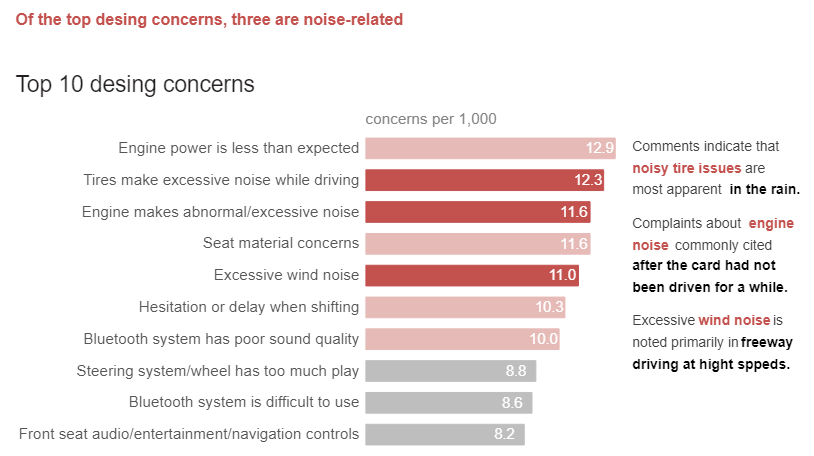 Of the top desing concerns, three are noise-related
Top 10 desing concerns
concerns per 1,000
Engine power is less than expected 12.9
Tires make excessive noise while driving 12.3
Engine makes abnormal/excessive noise 11.6
Seat material concerns 11.6
Excessive wind noise 11.0
Hesitation or delay when shifting 10.3
Bluetooth system has poor sound quality 10.0
Steering system/wheel has too much play 8.8
Bluetooth system is difficult to use 8.6
Front seat audio/entertainment/navigation controls 8.2
Comments indicate that
noisy tire issues are
most apparent in the rain.
Complaints about engine
noise commonly cited
after the card had not
been driven for a while.
Excessive wind noise is
noted primarily in freeway
driving at hight sppeds.